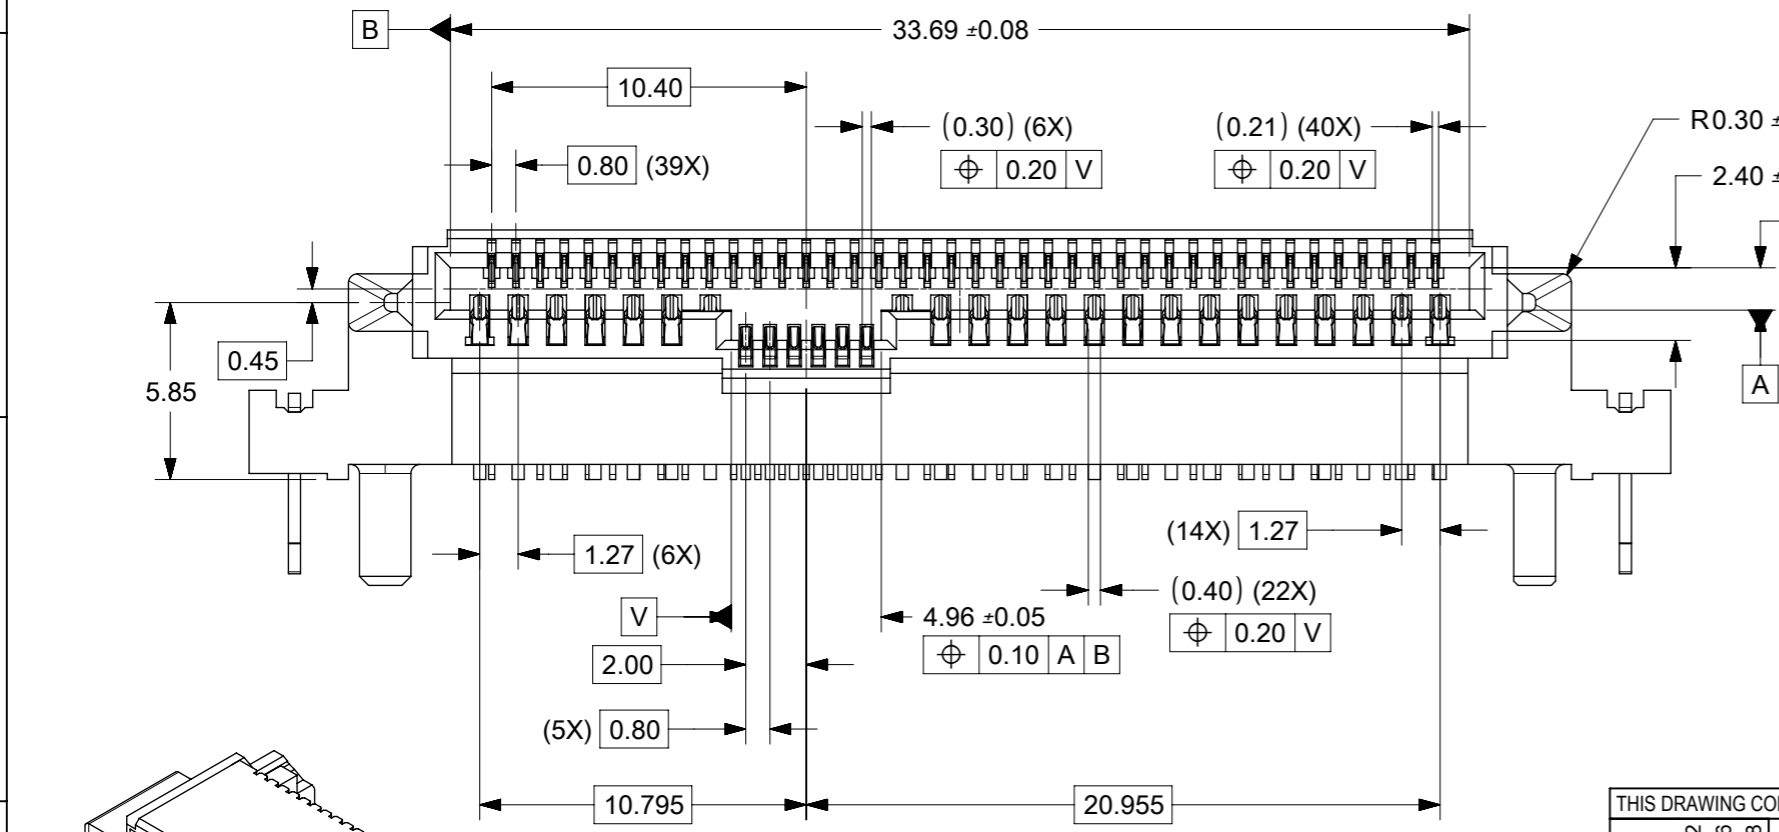 B
33.69 ±0.08
10.40
(0.30) (6X)
(0.21) (40X)
R0.30 ±
0.80 (39X)
⌖ 0.20 V
⌖ 0.20 V
2.40 ±
0.45
5.85
A
(14X) 1.27
1.27 (6X)
(0.40) (22X)
V
4.96 ±0.05
⌖ 0.20 V
2.00
⌖ 0.10 A B
(5X) 0.80
10.795
20.955
THIS DRAWING CO